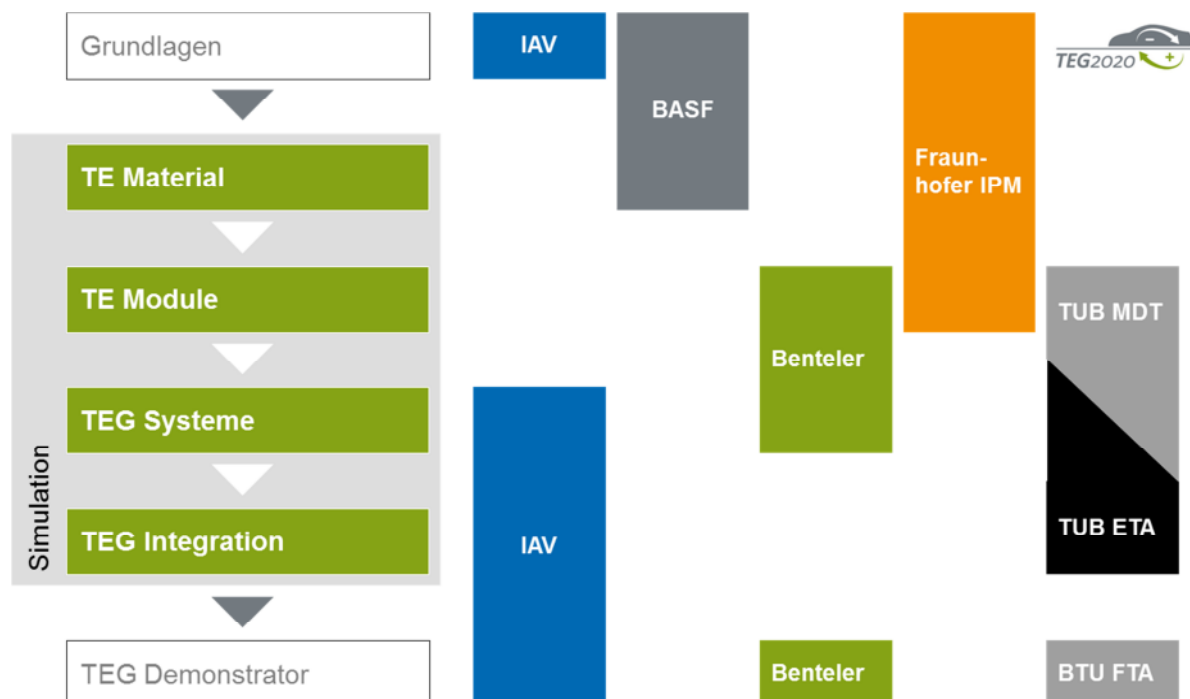 Grundlagen
IAV
BASF
Fraun-
hofer IPM
TEG2020
TE Material
TE Module
TUB MDT
Benteler
TEG Systeme
Simulation
TEG Integration
IAV
TUB ETA
TEG Demonstrator
Benteler
BTU FTA